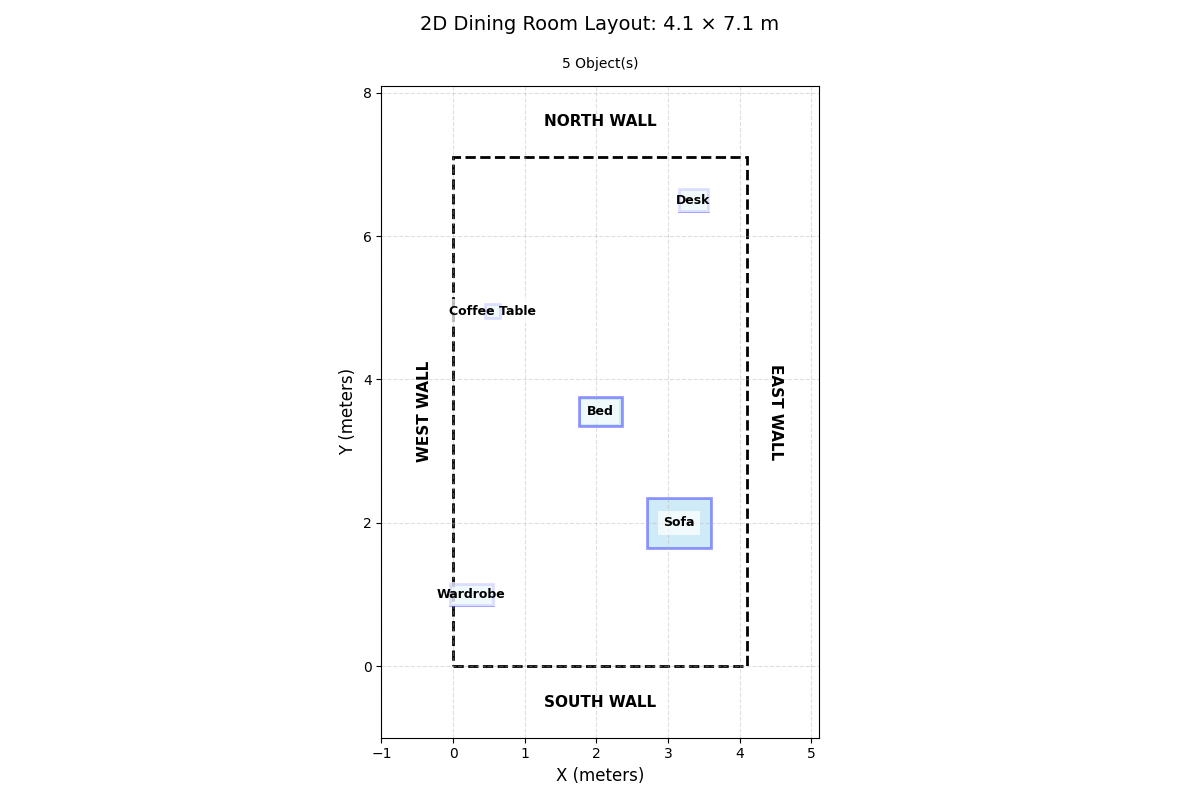 2D Dining Room Layout: 4.1 × 7.1 m
5 Object(s)
8
NORTH WALL
Desk
6
Coffee Table
4
WEST WALL
EAST WALL
Y (meters)
Bed
2
Sofa
Wardrobe
0
SOUTH WALL
−1
0
1
2
3
4
5
X (meters)